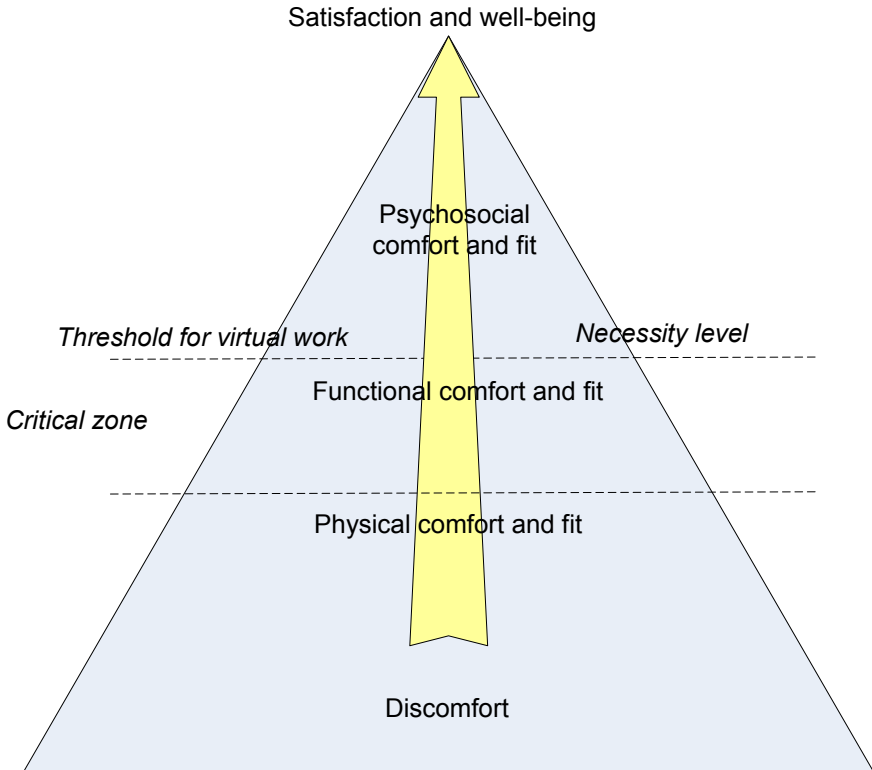 Satisfaction and well-being
Psychosocial
comfort and fit
Threshold for virtual work
Necessity level
Functional comfort and fit
Critical zone
Physical comfort and fit
Discomfort